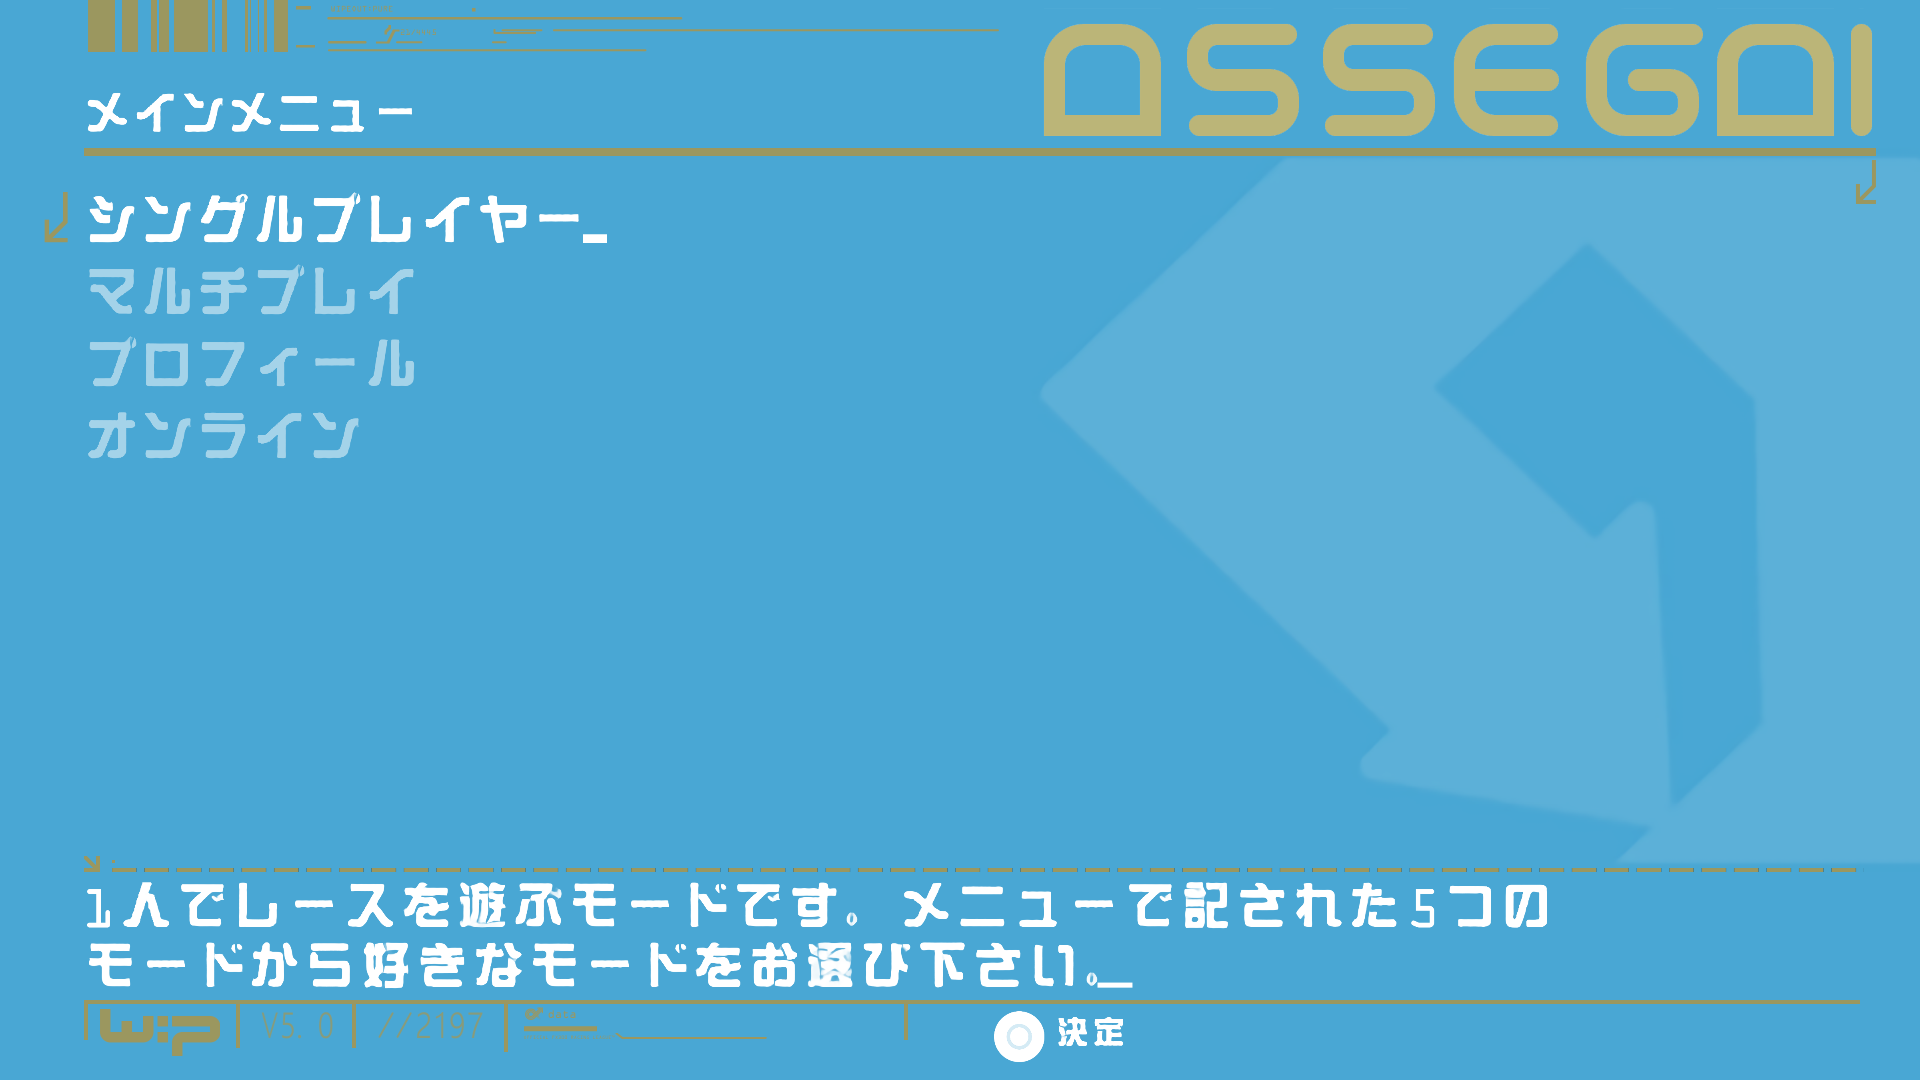 メインメニュー
ASSEGAI
シングルプレイヤー_
マルチプレイ
プロフィール
オンライン
1人でレースを遊ぶモードです。メニューで記された5つの
モードから好きなモードをお選び下さい。_
wip V5.0 //2197
決定